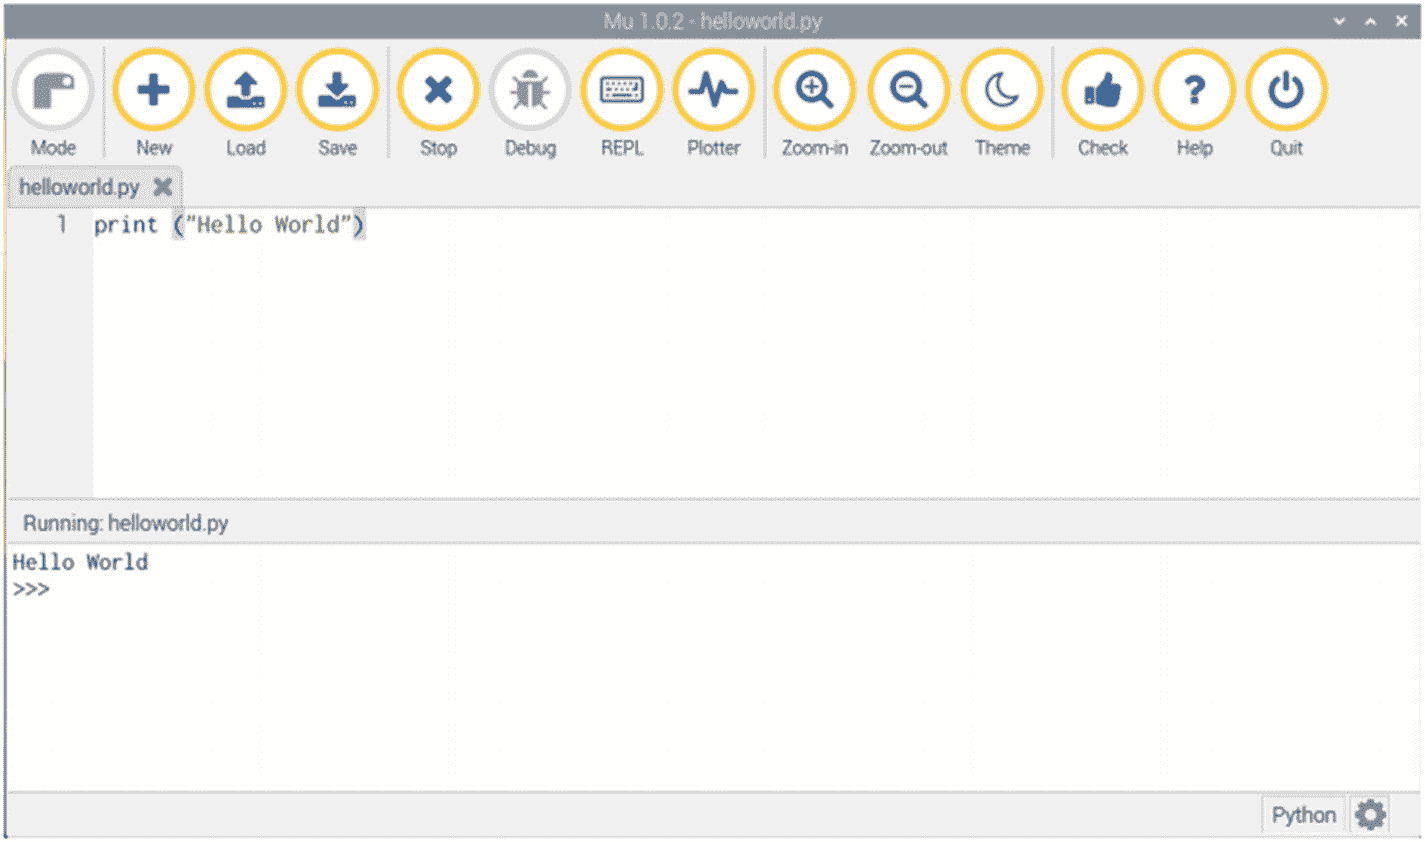 Mu 1.0.2 - helloworld.py
Mode New Load Save Stop Debug REPL Plotter Zoom-in Zoom-out Theme Check Help Quit
helloworld.py
1 print ("Hello World")
Running: helloworld.py
Hello World
>>>
Python